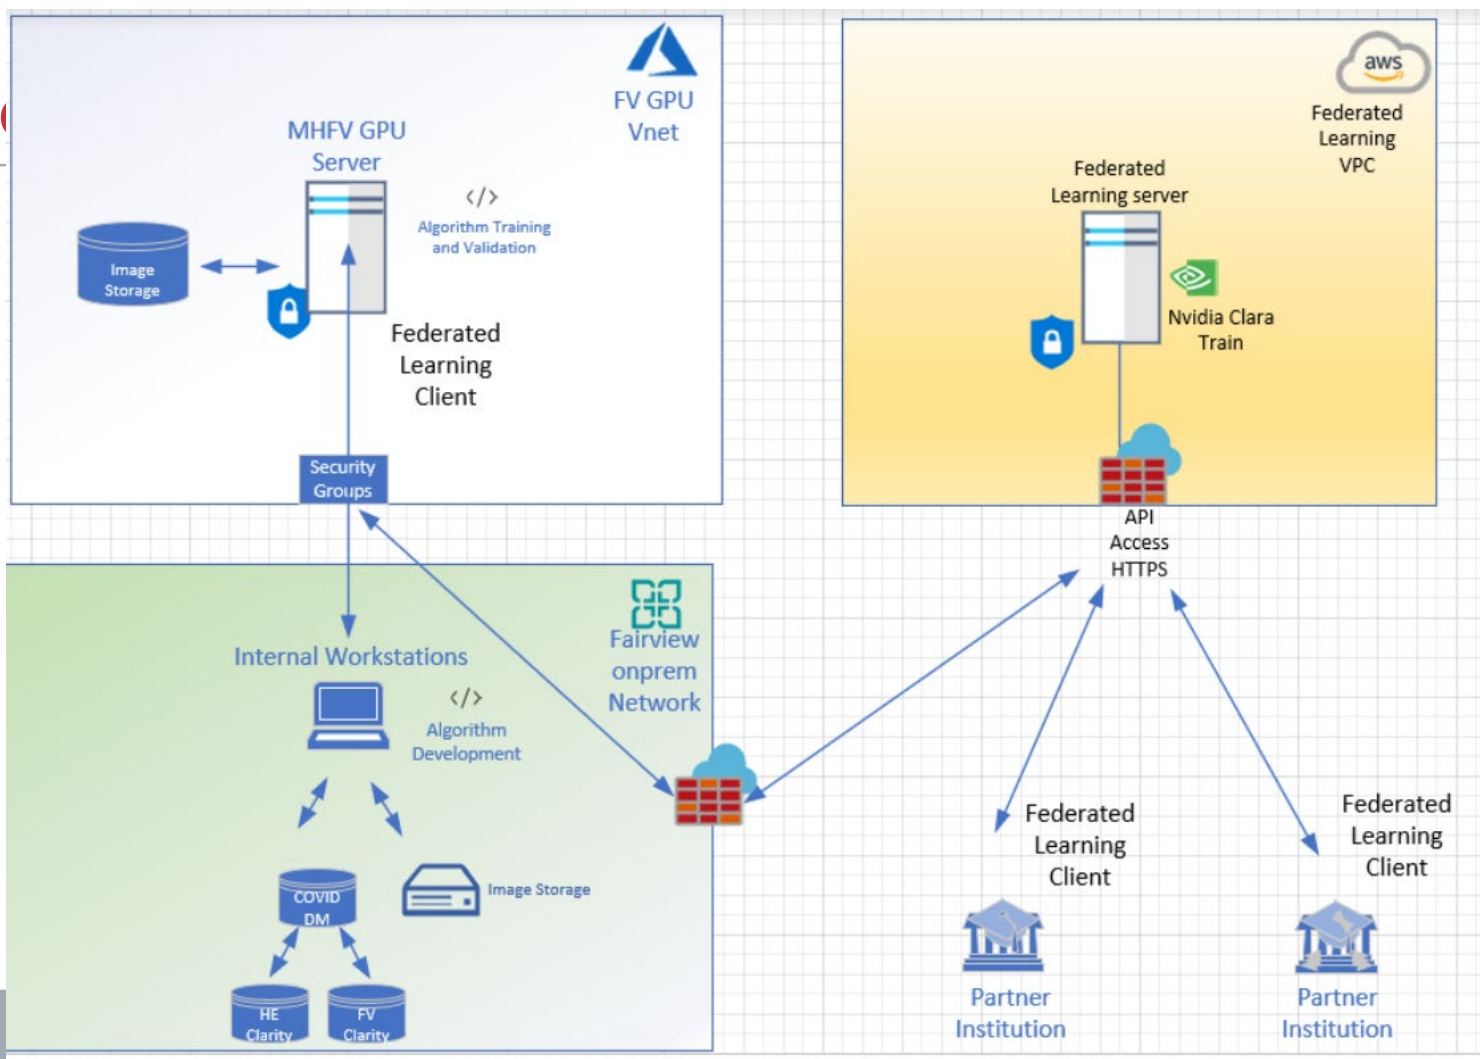 FV GPU
Vnet
MHFV GPU
Server
</>
Algorithm Training
and Validation
Image
Storage
Federated
Learning
Client
Security
Groups
aws
Federated
Learning
VPC
Federated
Learning server
Nvidia Clara
Train
API
Access
HTTPS
Fairview
onprem
Network
Internal Workstations
</>
Algorithm
Development
COVID
DM
Image Storage
HE
Clarity
FV
Clarity
Federated
Learning
Client
Partner
Institution
Federated
Learning
Client
Partner
Institution